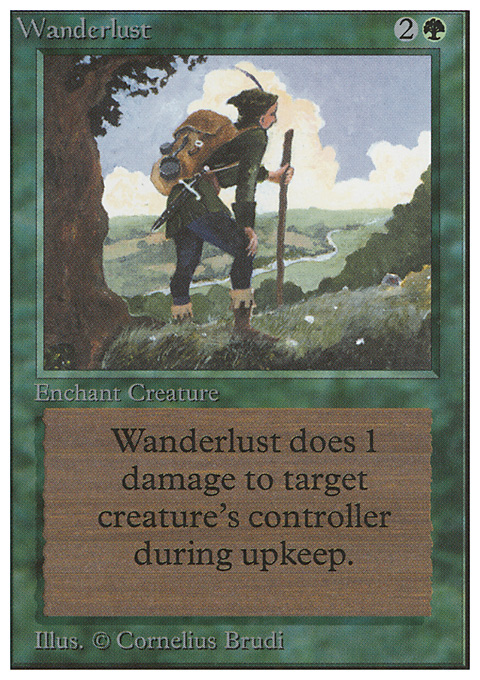 Wanderlust 2
Enchant Creature
Wanderlust does 1
damage to target
creature's controller
during upkeep.
Illus. © Cornelius Brudi